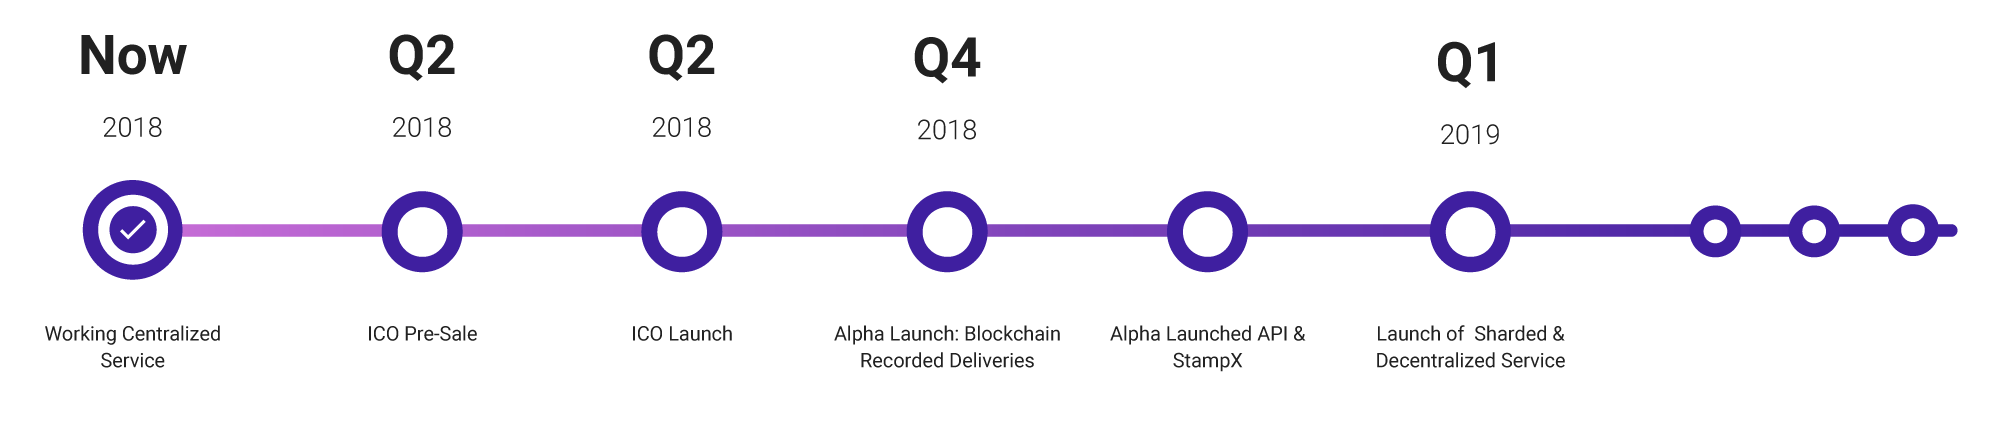 Now
2018
Q2
2018
Q2
2018
Q4
2018
Q1
2019
Working Centralized
Service
ICO Pre-Sale
ICO Launch
Alpha Launch: Blockchain
Recorded Deliveries
Alpha Launched API &
StampX
Launch of  Sharded &
Decentralized Service